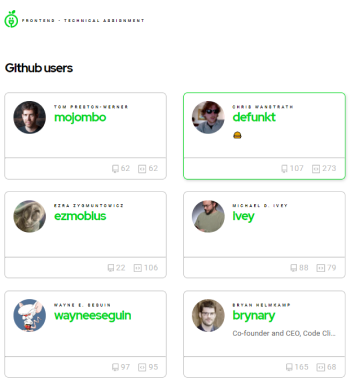 FRONTEND - TECHNICAL ASSIGNMENT
Github users
TOM PRESTON-WERNER
mojombo
62 62
CHRIS WANSTRATH
defunkt
🍔
107 273
EZRA ZYGMUNTOWICZ
ezmobius
22 106
MICHAEL D. IVEY
ivey
88 79
WAYNE E. SEGUIN
wayneeseguin
97 95
BRYAN HELMKAMP
brynary
Co-founder and CEO, Code Cli...
165 68